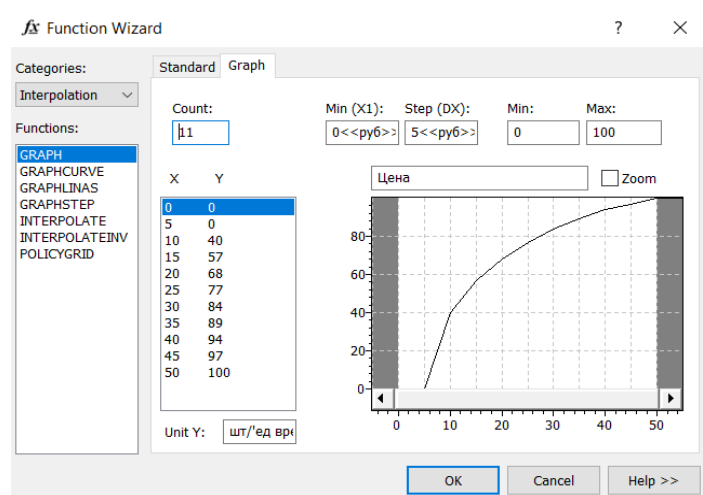 fx Function Wizard ?
Categories:
Interpolation
Functions:
GRAPH
GRAPHCURVE
GRAPHLINAS
GRAPHSTEP
INTERPOLATE
INTERPOLATEINV
POLICYGRID
Standard Graph
Count: Min (X1): Step (DX): Min: Max:
11 0<<руб>> 5<<руб>> 0 100
X Y
Цена Zoom
0 0
5 0
10 40
15 57
20 68
25 77
30 84
35 89
40 94
45 97
50 100
80
60
40
20
0
0 10 20 30 40 50
Unit Y: шт/'ед вре
OK Cancel Help >>